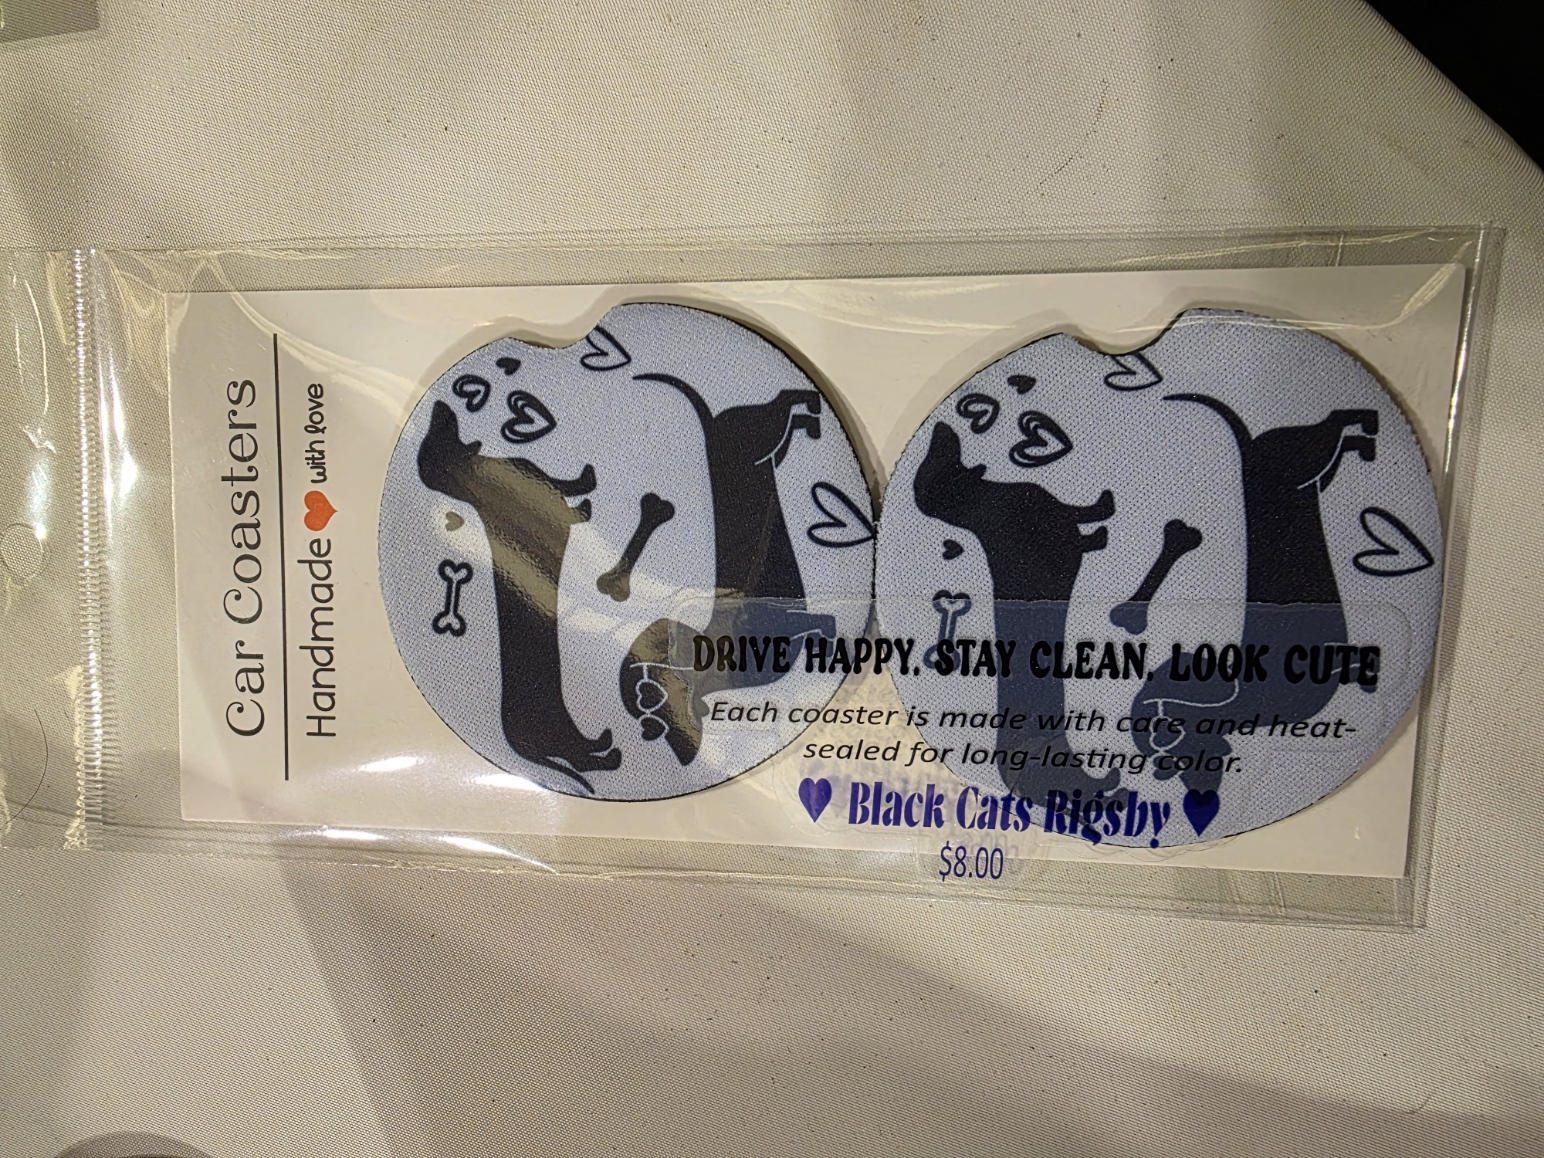 Car Coasters
Handmade ❤ with love
DRIVE HAPPY. STAY CLEAN. LOOK CUTE
Each coaster is made with care and heat-
sealed for long-lasting color.
♥ Black Cats Rigsby ♥
$8.00